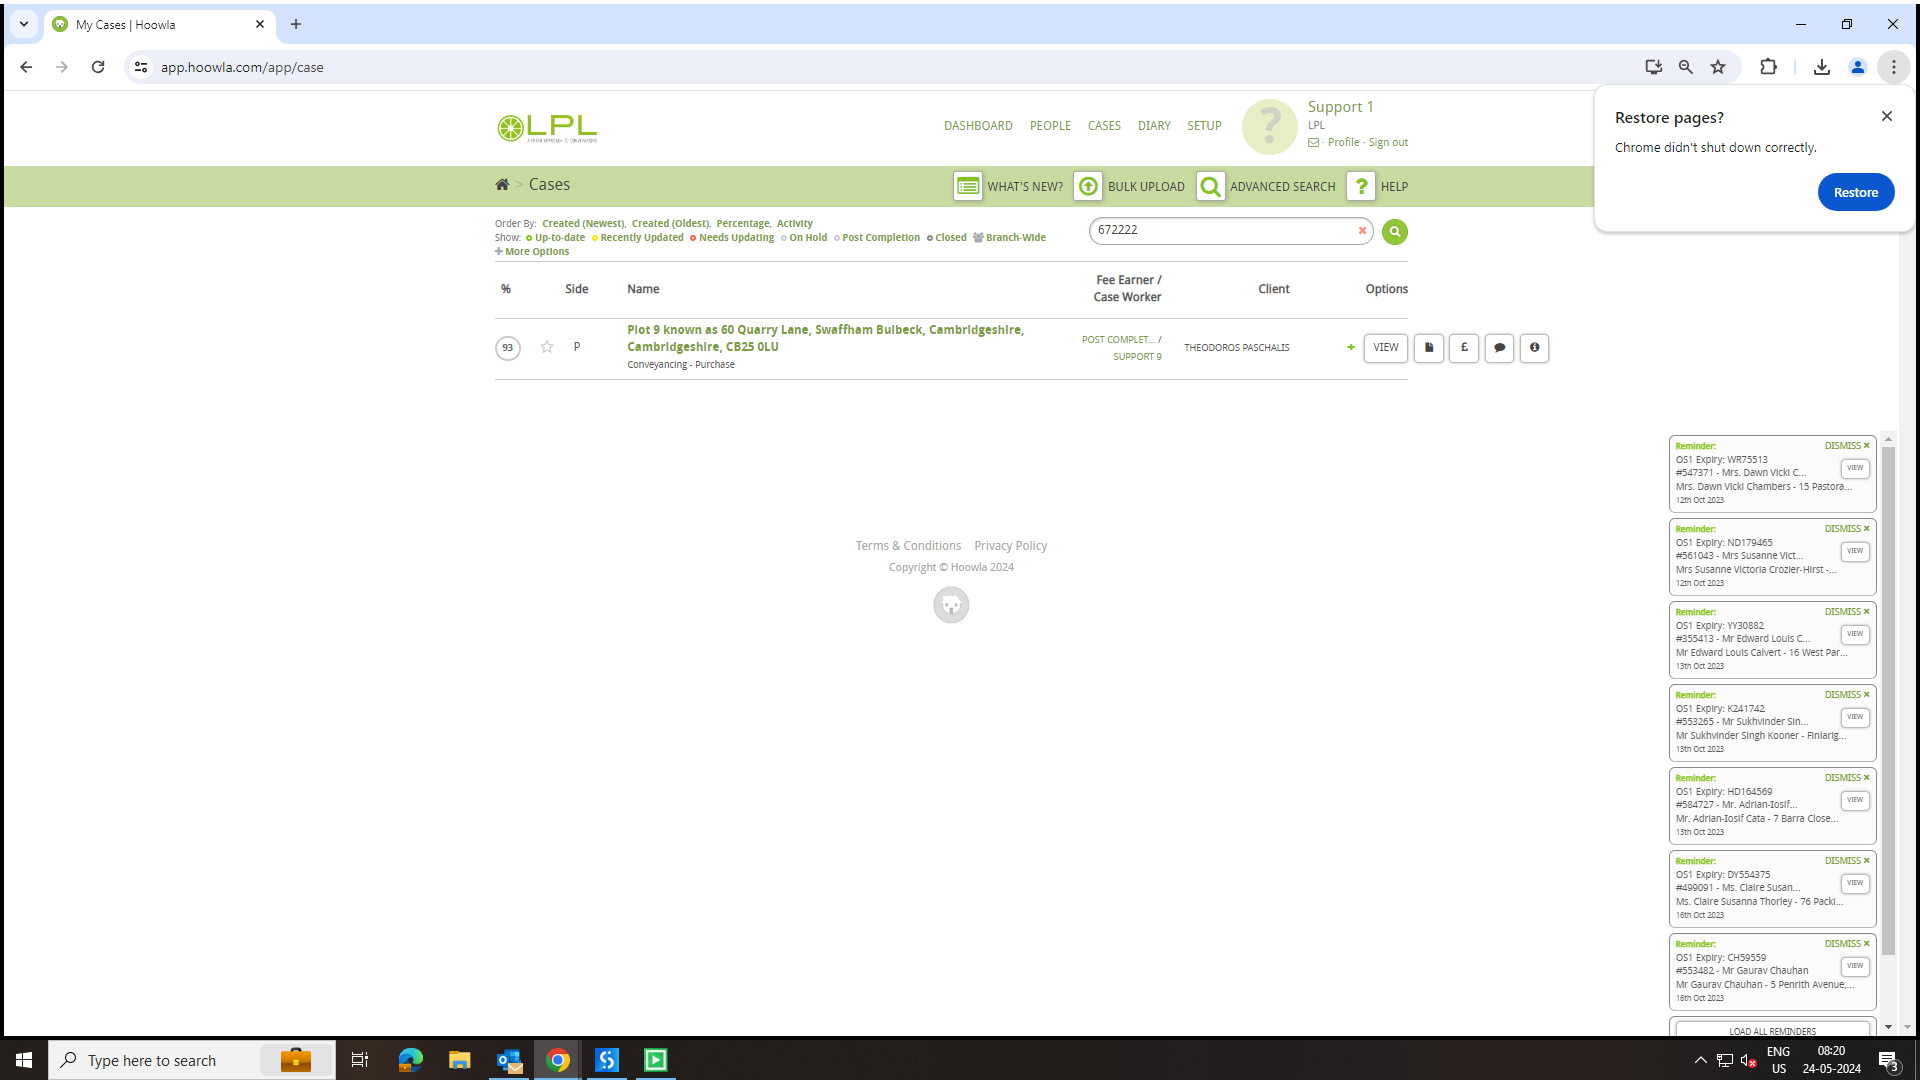 My Cases | Hoowla
app.hoowla.com/app/case
Restore pages?
Chrome didn't shut down correctly.
Restore
LPL
A FRESH APPROACH TO CONVEYANCING
DASHBOARD PEOPLE CASES DIARY SETUP
?
Support 1
LPL
· Profile · Sign out
> Cases
WHAT'S NEW? BULK UPLOAD ADVANCED SEARCH ? HELP
Order By: Created (Newest), Created (Oldest), Percentage, Activity
Show: Up-to-date Recently Updated Needs Updating On Hold Post Completion Closed Branch-Wide
+ More Options
672222
% Side Name Fee Earner / Case Worker Client Options
93 P Plot 9 known as 60 Quarry Lane, Swaffham Bulbeck, Cambridgeshire,
Cambridgeshire, CB25 0LU
Conveyancing - Purchase
POST COMPLET... /
SUPPORT 9
THEODOROS PASCHALIS
+ VIEW £
Terms & Conditions Privacy Policy
Copyright © Hoowla 2024
Reminder: DISMISS ×
OS1 Expiry: WR75513
#547371 - Mrs. Dawn Vicki C...
VIEW
Mrs. Dawn Vicki Chambers - 15 Pastora...
12th Oct 2023
Reminder: DISMISS ×
OS1 Expiry: ND179465
#561043 - Mrs Susanne Vict...
VIEW
Mrs Susanne Victoria Crozier-Hirst -...
12th Oct 2023
Reminder: DISMISS ×
OS1 Expiry: YY30882
#355413 - Mr Edward Louis C...
VIEW
Mr Edward Louis Calvert - 16 West Par...
13th Oct 2023
Reminder: DISMISS ×
OS1 Expiry: K241742
#553265 - Mr Sukhvinder Sin...
VIEW
Mr Sukhvinder Singh Kooner - Finlarig...
13th Oct 2023
Reminder: DISMISS ×
OS1 Expiry: HD164569
#584727 - Mr. Adrian-Iosif...
VIEW
Mr. Adrian-Iosif Cata - 7 Barra Close...
13th Oct 2023
Reminder: DISMISS ×
OS1 Expiry: DY554375
#499091 - Ms. Claire Susan...
VIEW
Ms. Claire Susanna Thorley - 76 Packi...
16th Oct 2023
Reminder: DISMISS ×
OS1 Expiry: CH59559
#553482 - Mr Gaurav Chauhan
VIEW
Mr Gaurav Chauhan - 5 Penrith Avenue,...
16th Oct 2023
LOAD ALL REMINDERS
Type here to search
ENG
US
08:20
24-05-2024
3